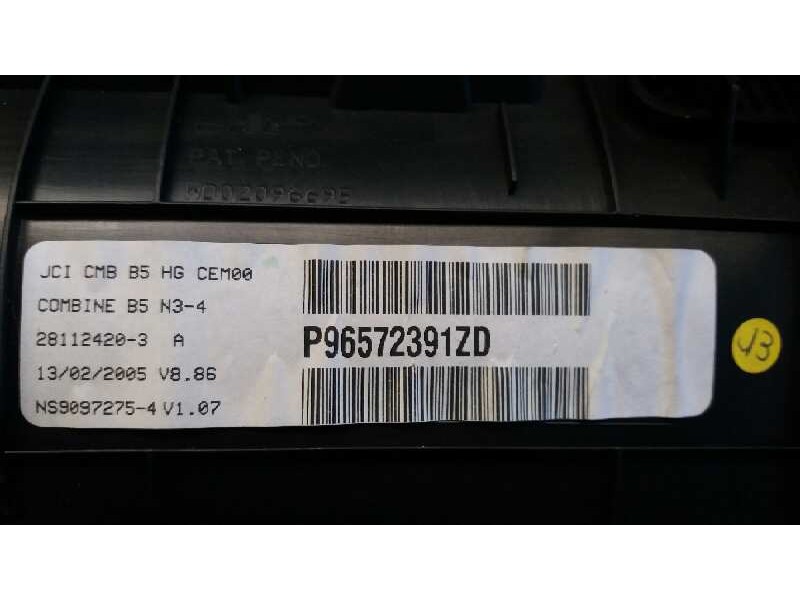 PAT PEND
JCI CMB B5 HG CEM00
COMBINE B5 N3-4
28112420-3 A
13/02/2005 V8.86
NS9097275-4 V1.07
P96572391ZD